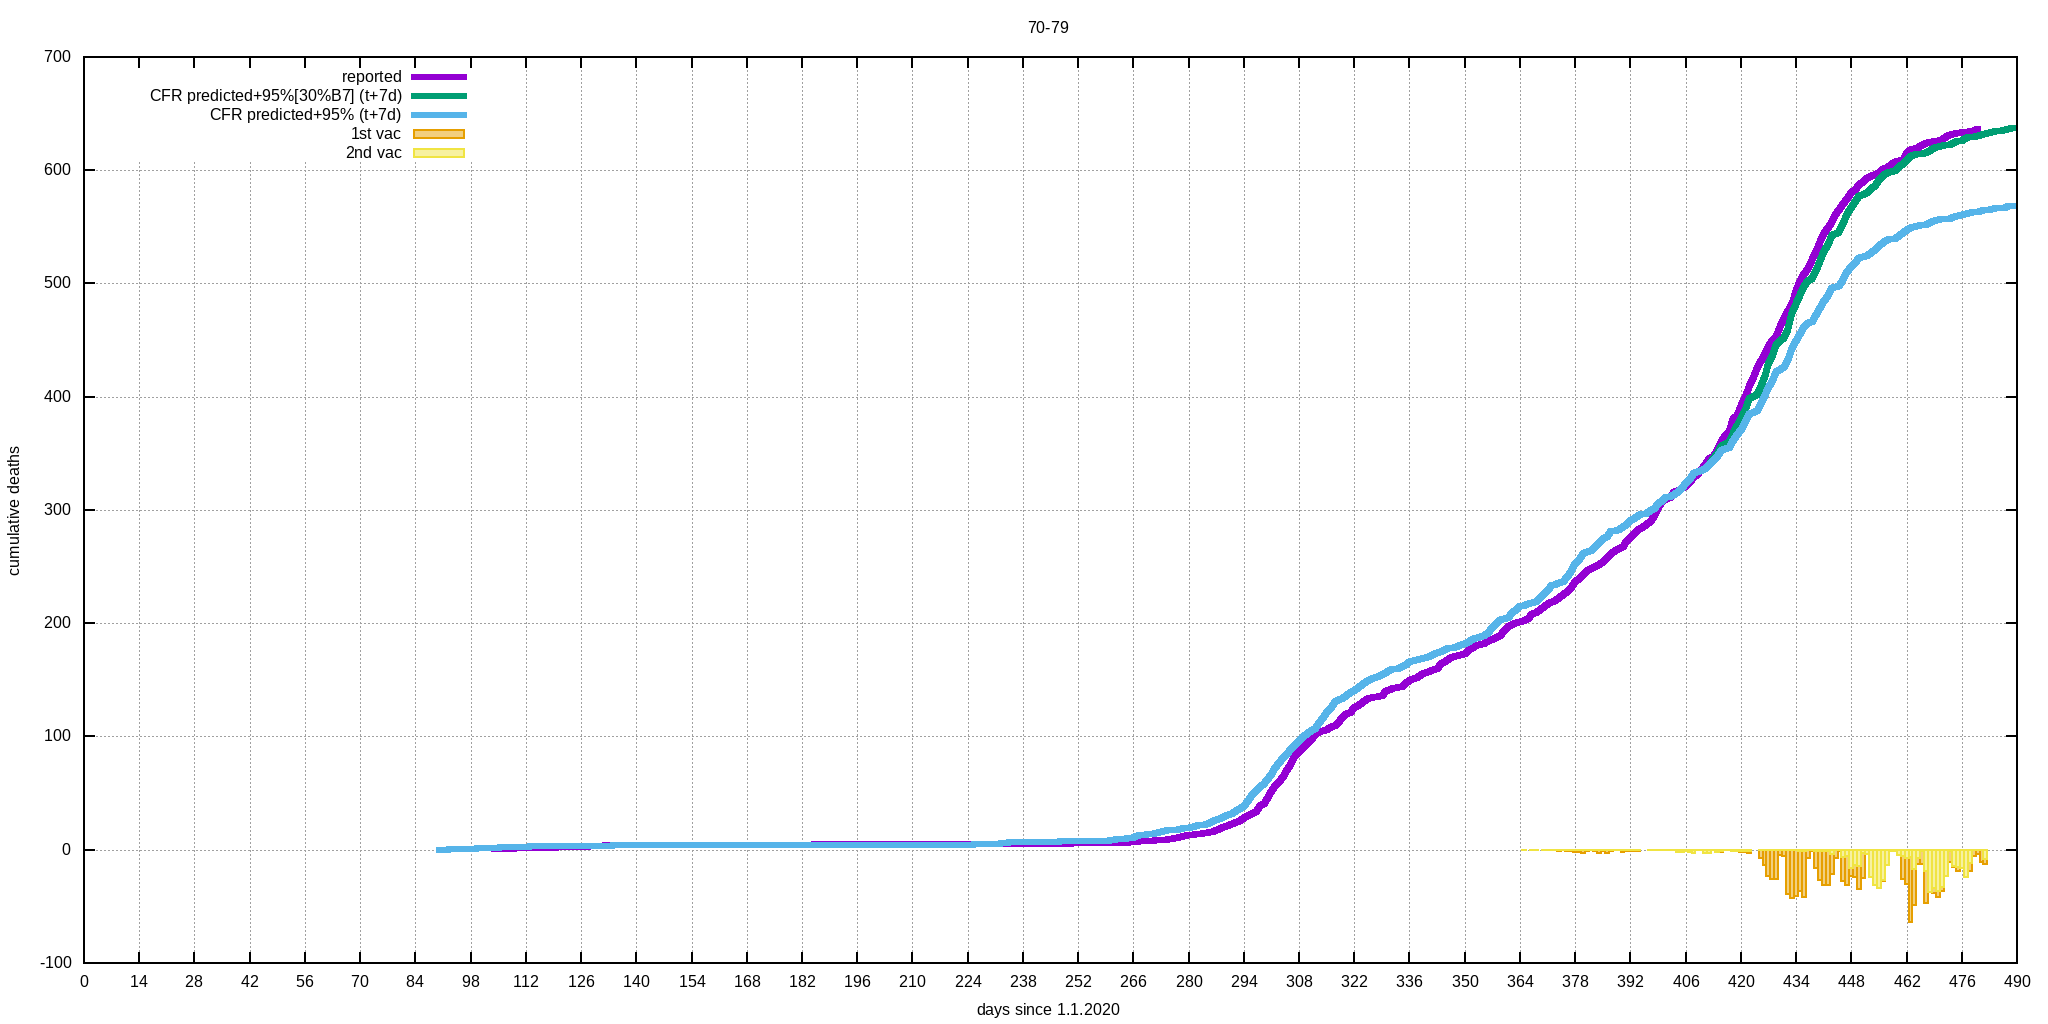 70-79
700
600
500
400
300
200
100
0
-100
cumulative deaths
reported
CFR predicted+95%[30%B7] (t+7d)
CFR predicted+95% (t+7d)
1st vac
2nd vac
0 14 28 42 56 70 84 98 112 126 140 154 168 182 196 210 224 238 252 266 280 294 308 322 336 350 364 378 392 406 420 434 448 462 476 490
days since 1.1.2020